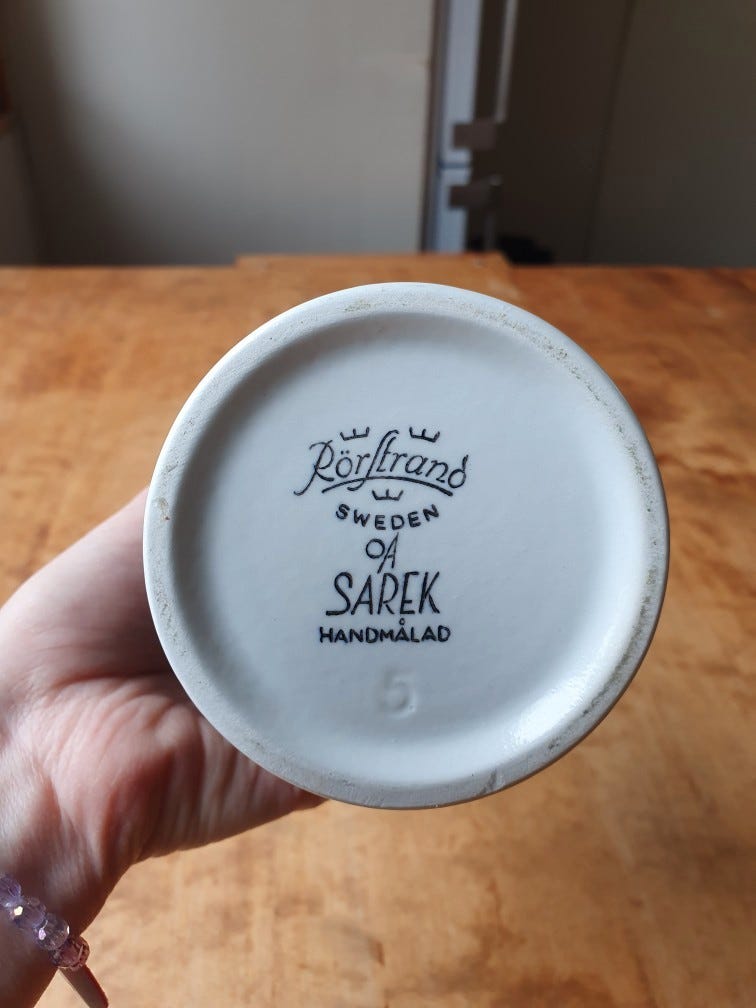 Rörstrand
SWEDEN
OA
SAREK
HANDMÅLAD
5